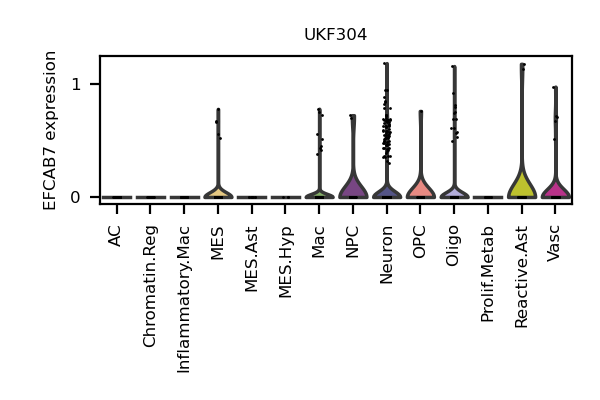 UKF304
EFCAB7 expression
1
0
AC
Chromatin.Reg
Inflammatory.Mac
MES
MES.Ast
MES.Hyp
Mac
NPC
Neuron
OPC
Oligo
Prolif.Metab
Reactive.Ast
Vasc